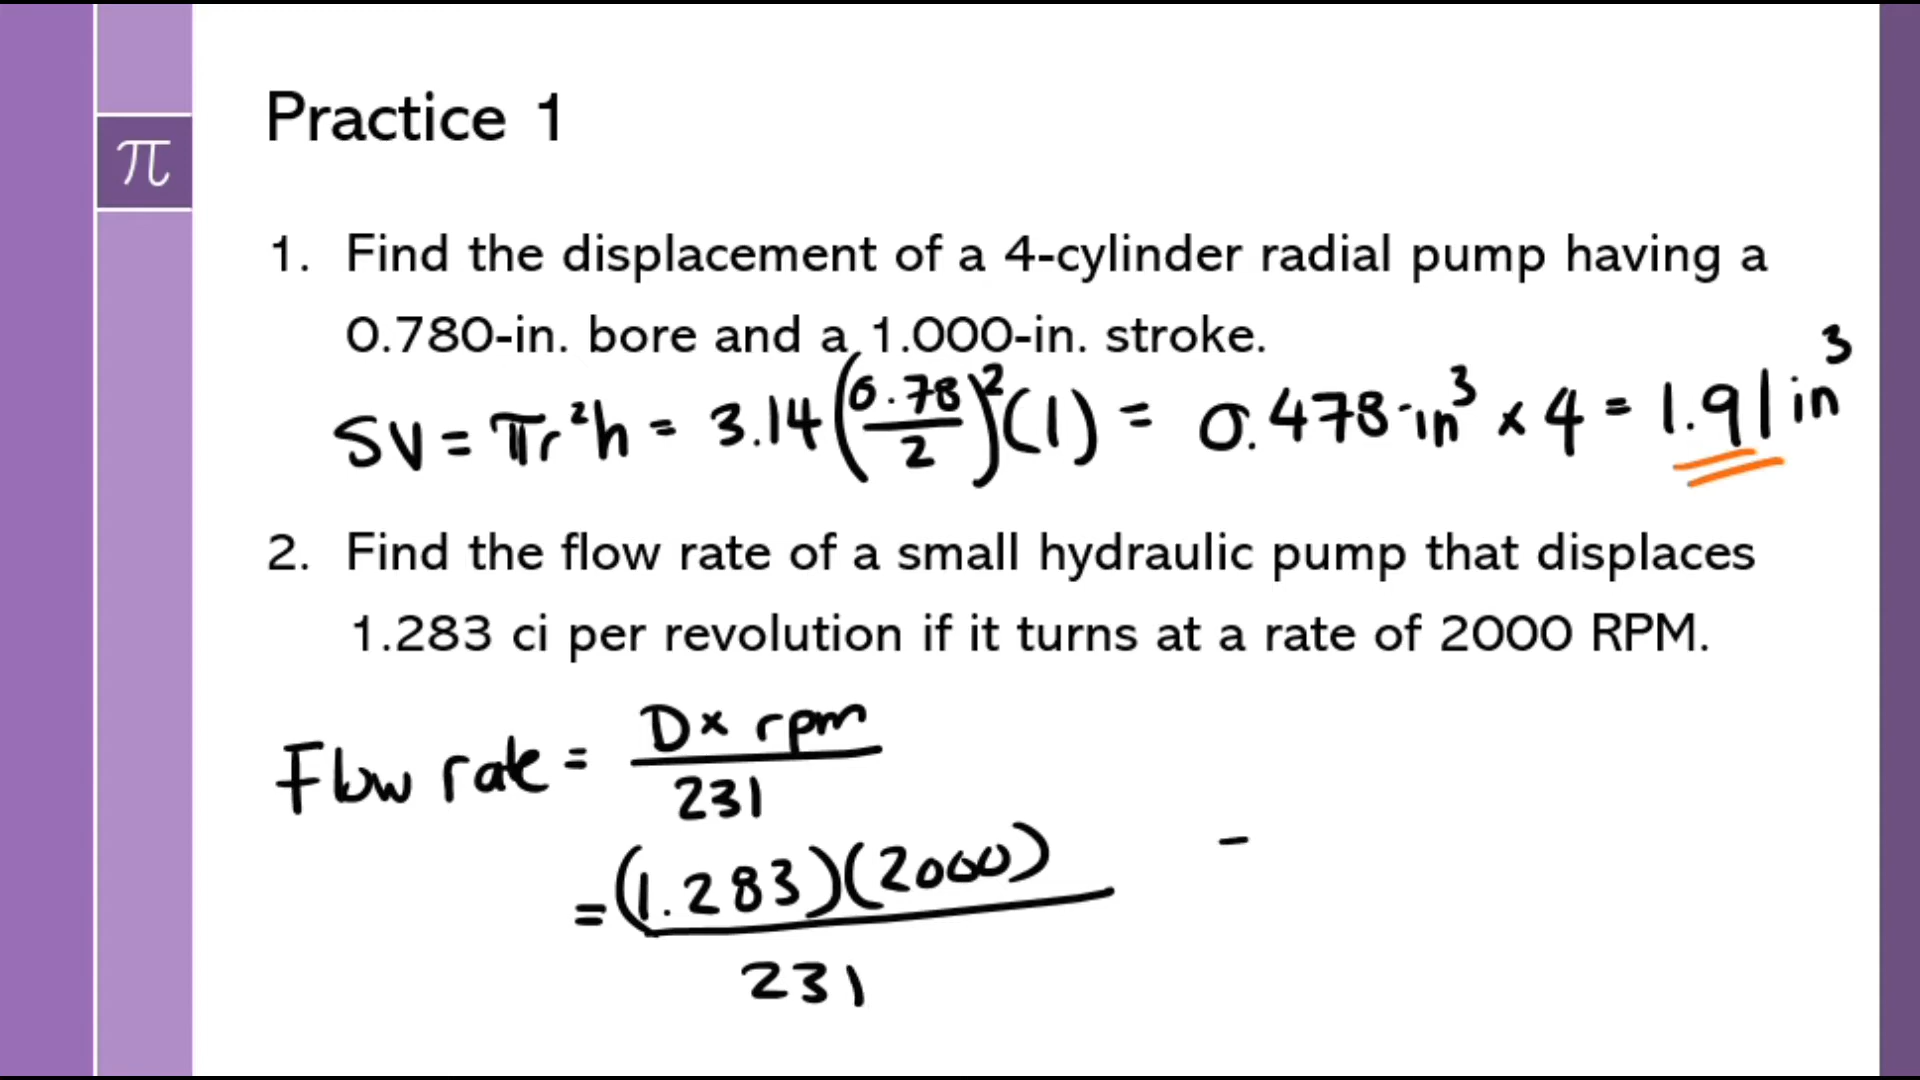 π
Practice 1
1. Find the displacement of a 4-cylinder radial pump having a
0.780-in. bore and a 1.000-in. stroke.
SV = πr²h = 3.14(0.78/2)²(1) = 0.478 in³ × 4 = 1.91 in³
2. Find the flow rate of a small hydraulic pump that displaces
1.283 ci per revolution if it turns at a rate of 2000 RPM.
Flow rate = D × rpm / 231
= (1.283)(2000) / 231 -